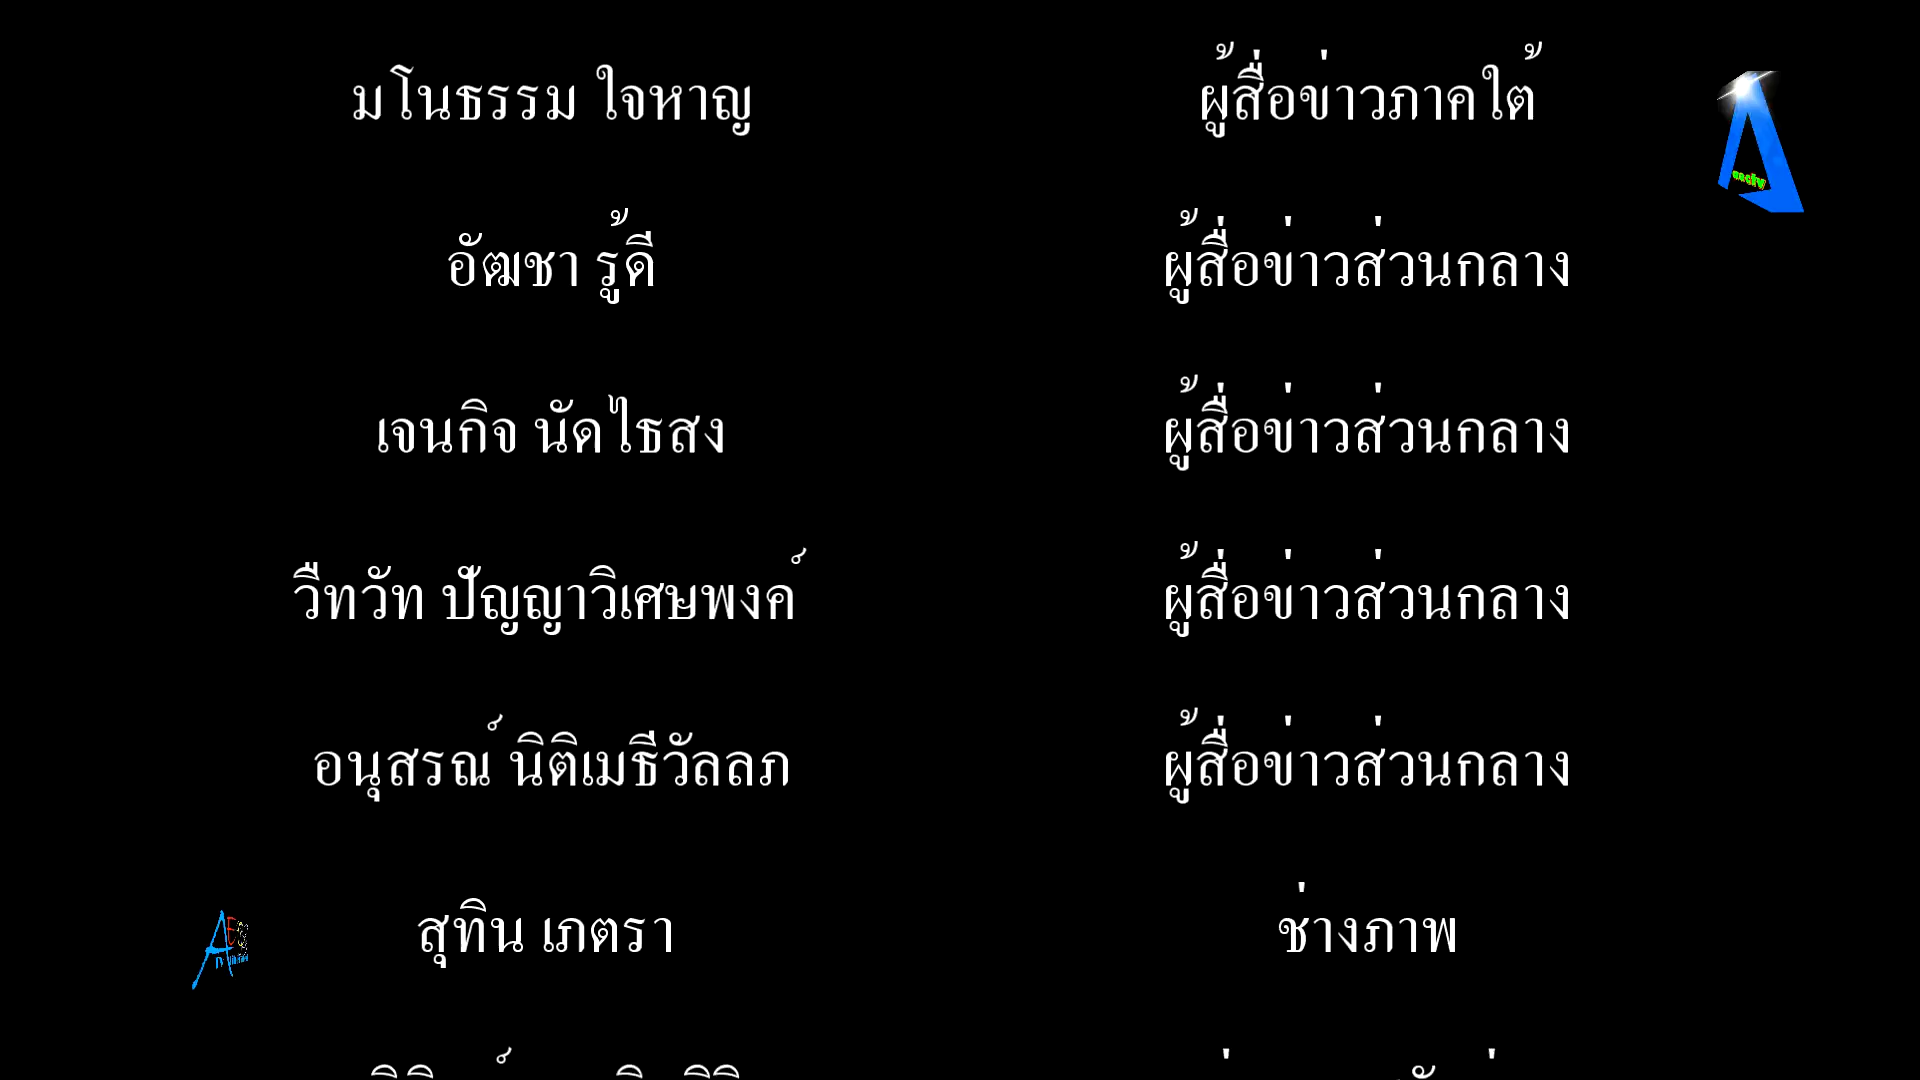 มโนธรรม ใจหาญ ผู้สื่อข่าวภาคใต้
อัฒชา รู้ดี ผู้สื่อข่าวส่วนกลาง
เจนกิจ นัดไธสง ผู้สื่อข่าวส่วนกลาง
วืทวัท ปัญญาวิเศษพงค์ ผู้สื่อข่าวส่วนกลาง
อนุสรณ์ นิติเมธีวัลลภ ผู้สื่อข่าวส่วนกลาง
สุทิน เภตรา ช่างภาพ